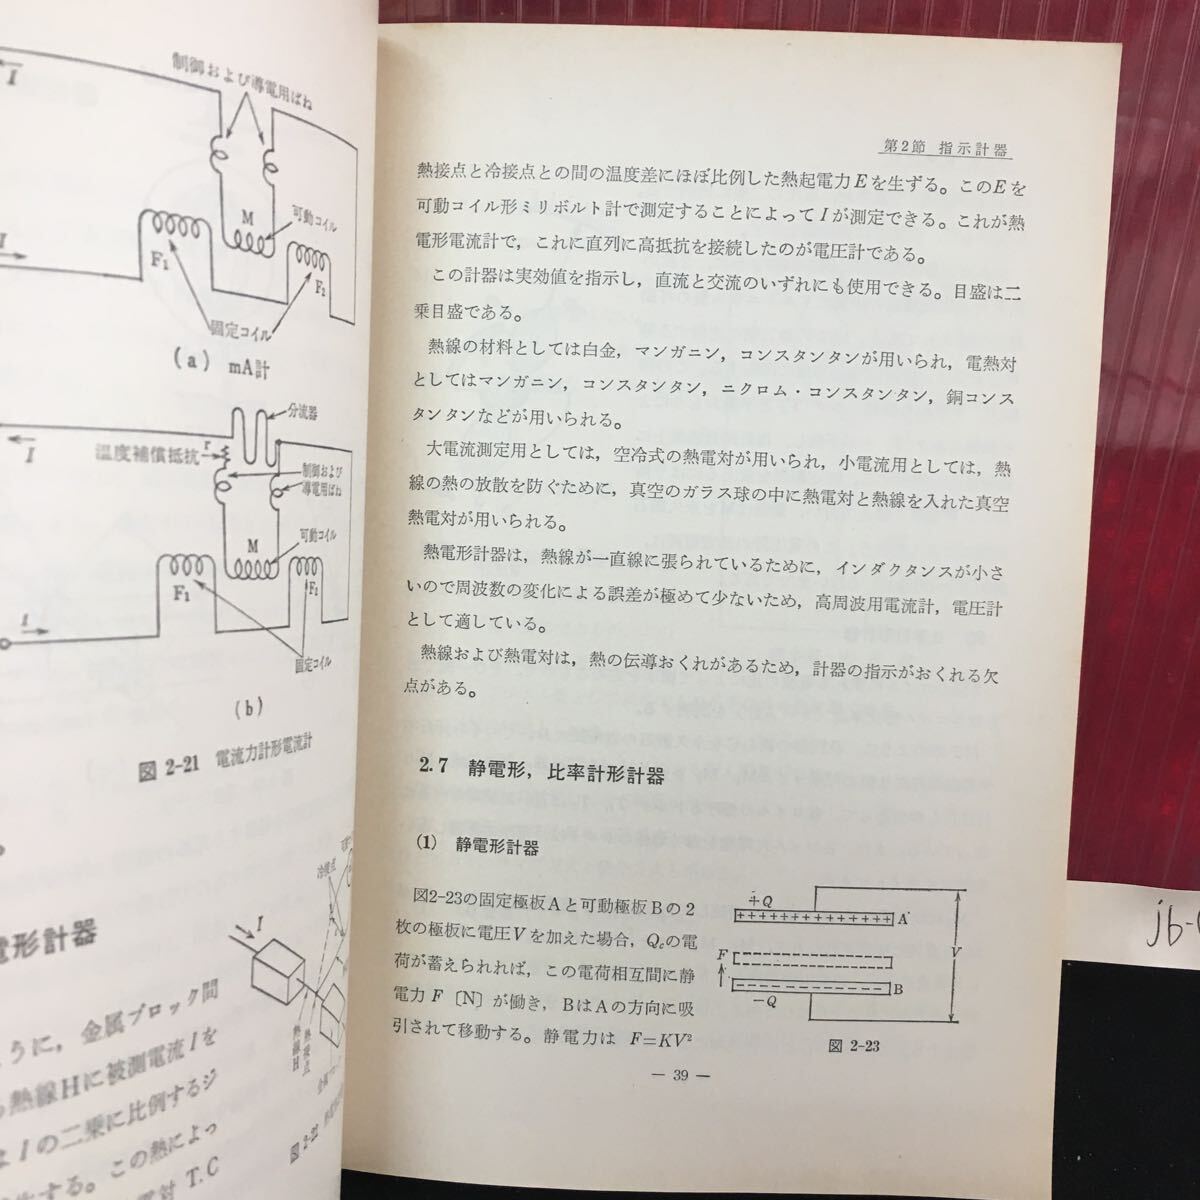 制御および導電用ばね
I
M
可動コイル
I
F₁
F₂
固定コイル
(a) mA計
分流器
I
r
温度補償抵抗
制御および
導電用ばね
M
可動コイル
F₁
F₂
I
固定コイル
(b)
図 2-21 電流力計形電流計
冷接点
電形計器
I
熱線H
熱接点
図 2-22
うに，金属ブロック間
熱線Hに被測電流Iを
Iの二乗に比例するジ
生する。この熱によっ
対 T.C
第2節 指示計器
熱接点と冷接点との間の温度差にほぼ比例した熱起電力Eを生ずる。このEを
可動コイル形ミリボルト計で測定することによってIが測定できる。これが熱
電形電流計で，これに直列に高抵抗を接続したのが電圧計である。
この計器は実効値を指示し，直流と交流のいずれにも使用できる。目盛は二
乗目盛である。
熱線の材料としては白金，マンガニン，コンスタンタンが用いられ，電熱対
としてはマンガニン，コンスタンタン，ニクロム・コンスタンタン，銅コンス
タンタンなどが用いられる。
大電流測定用としては，空冷式の熱電対が用いられ，小電流用としては，熱
線の熱の放散を防ぐために，真空のガラス球の中に熱電対と熱線を入れた真空
熱電対が用いられる。
熱電形計器は，熱線が一直線に張られているために，インダクタンスが小さ
いので周波数の変化による誤差が極めて少ないため，高周波用電流計，電圧計
として適している。
熱線および熱電対は，熱の伝導おくれがあるため，計器の指示がおくれる欠
点がある。
2.7 静電形，比率計形計器
(1) 静電形計器
図2-23の固定極板Aと可動極板Bの2
枚の極板に電圧Vを加えた場合，Qcの電
荷が蓄えられれば，この電荷相互間に静
電力 F〔N〕が働き，BはAの方向に吸
引されて移動する。静電力は F=KV²
+Q
A
F
V
B
−Q
図 2-23
— 39 —